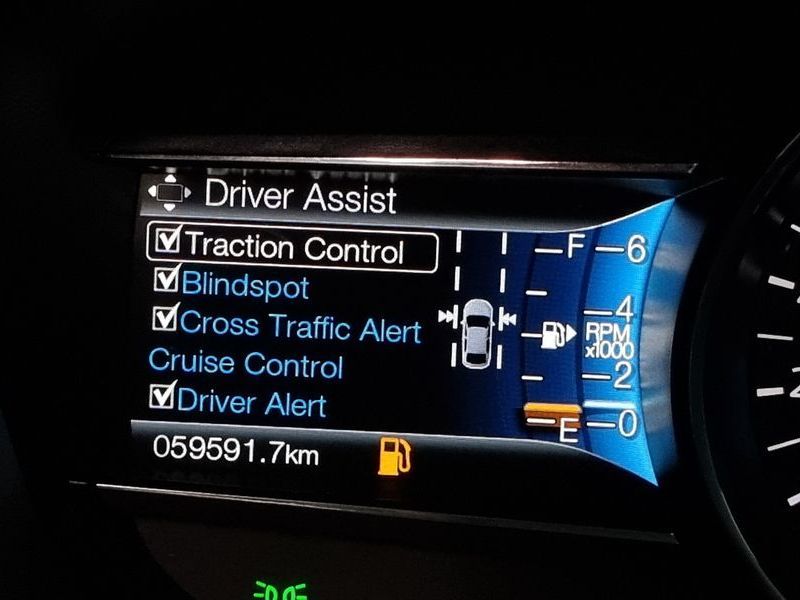 Driver Assist
Traction Control
Blindspot
Cross Traffic Alert
Cruise Control
Driver Alert
059591.7km
F
E
6
4
RPM
x1000
2
0